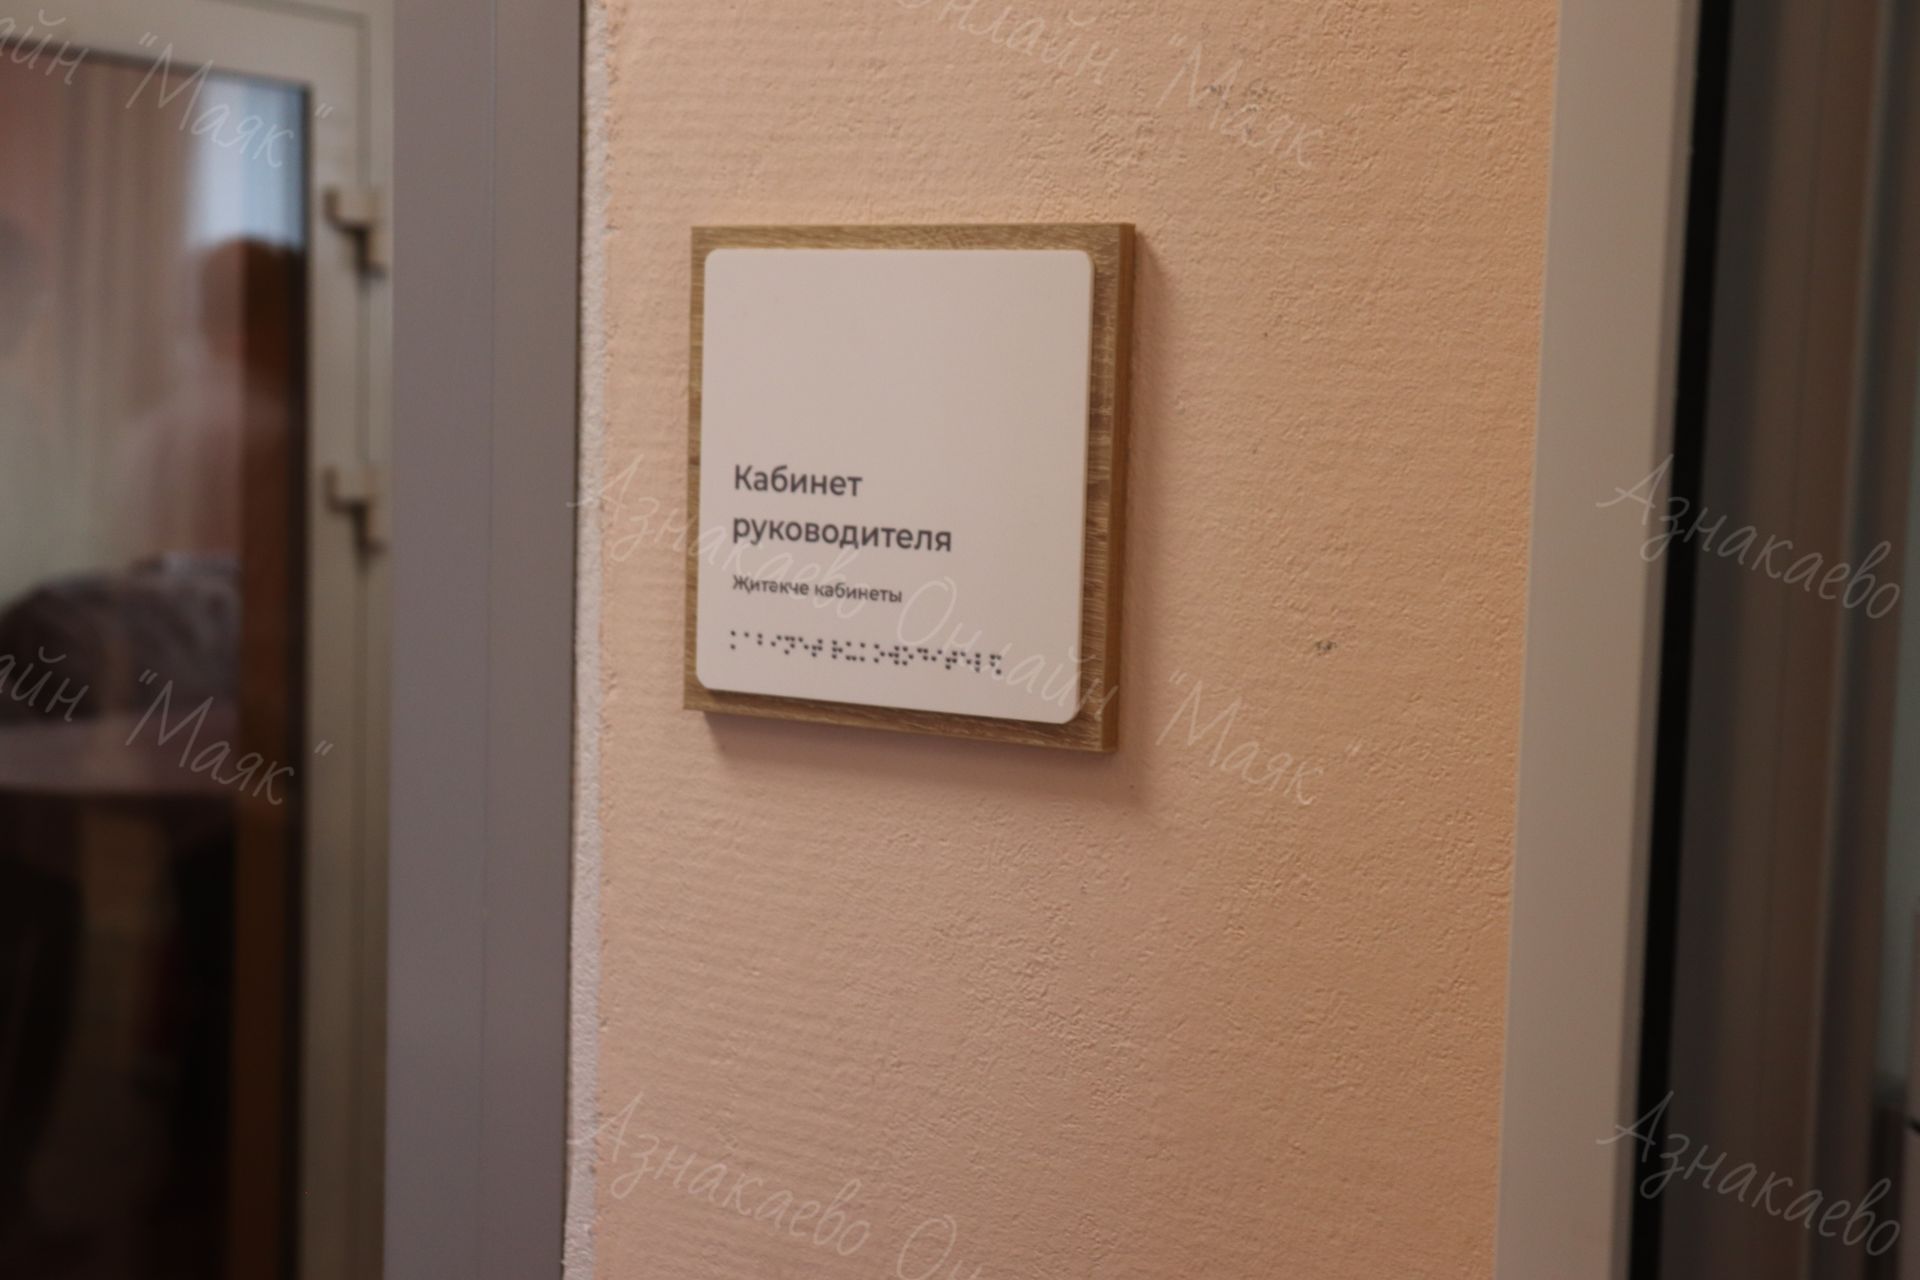 Кабинет
руководителя
Җитәкче кабинеты
⠅⠁⠃⠊⠝⠑⠞ ⠗⠥⠅⠕⠺⠕⠙⠊⠞⠑⠇⠫
Азнакаево Онлайн "Маяк"